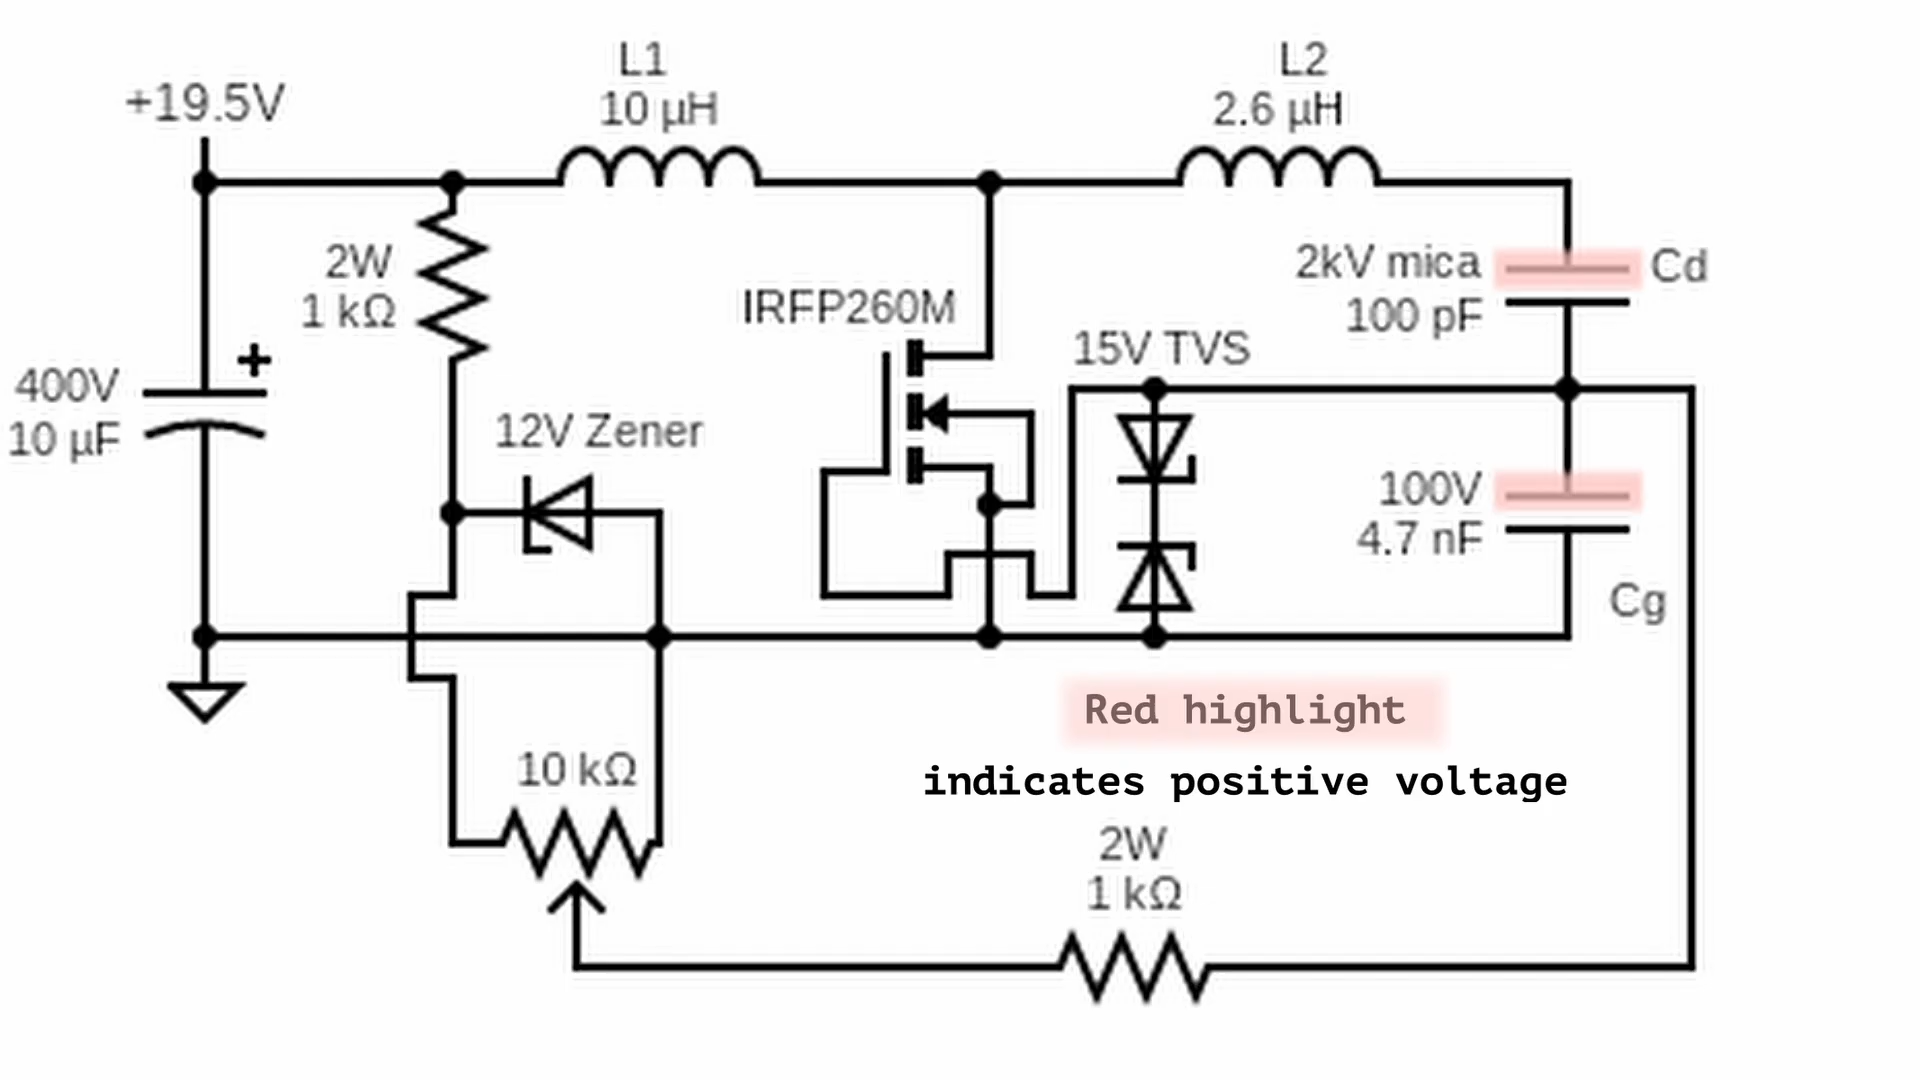 L1
10 µH
L2
2.6 µH
+19.5V
2W
1 kΩ
2kV mica
100 pF
Cd
IRFP260M
15V TVS
+
400V
10 µF
12V Zener
100V
4.7 nF
Cg
Red highlight
indicates positive voltage
10 kΩ
2W
1 kΩ